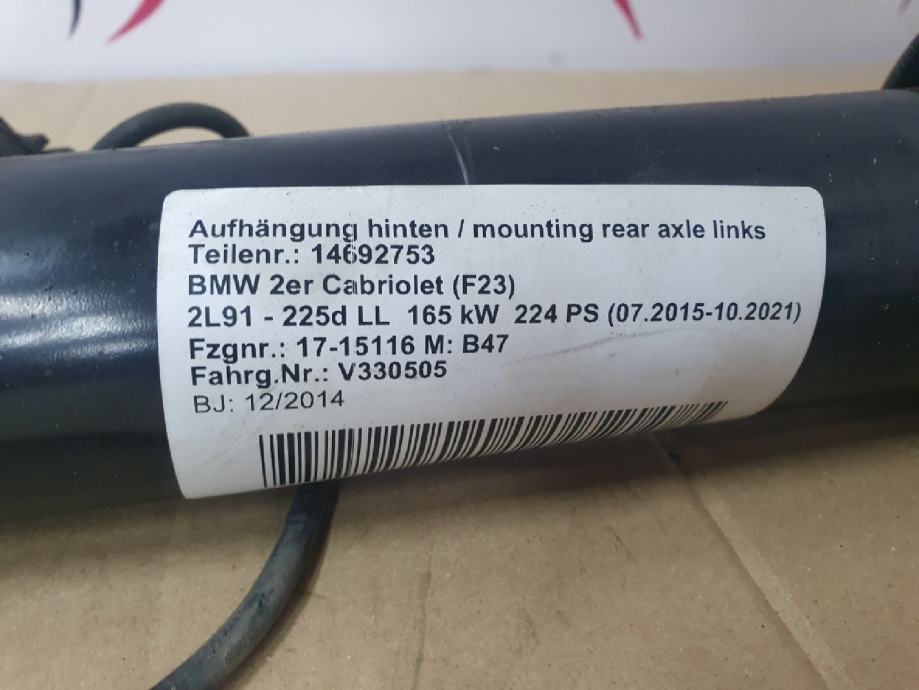 Aufhängung hinten / mounting rear axle links
Teilenr.: 14692753
BMW 2er Cabriolet (F23)
2L91 - 225d LL 165 kW 224 PS (07.2015-10.2021)
Fzgnr.: 17-15116 M: B47
Fahrg.Nr.: V330505
BJ: 12/2014